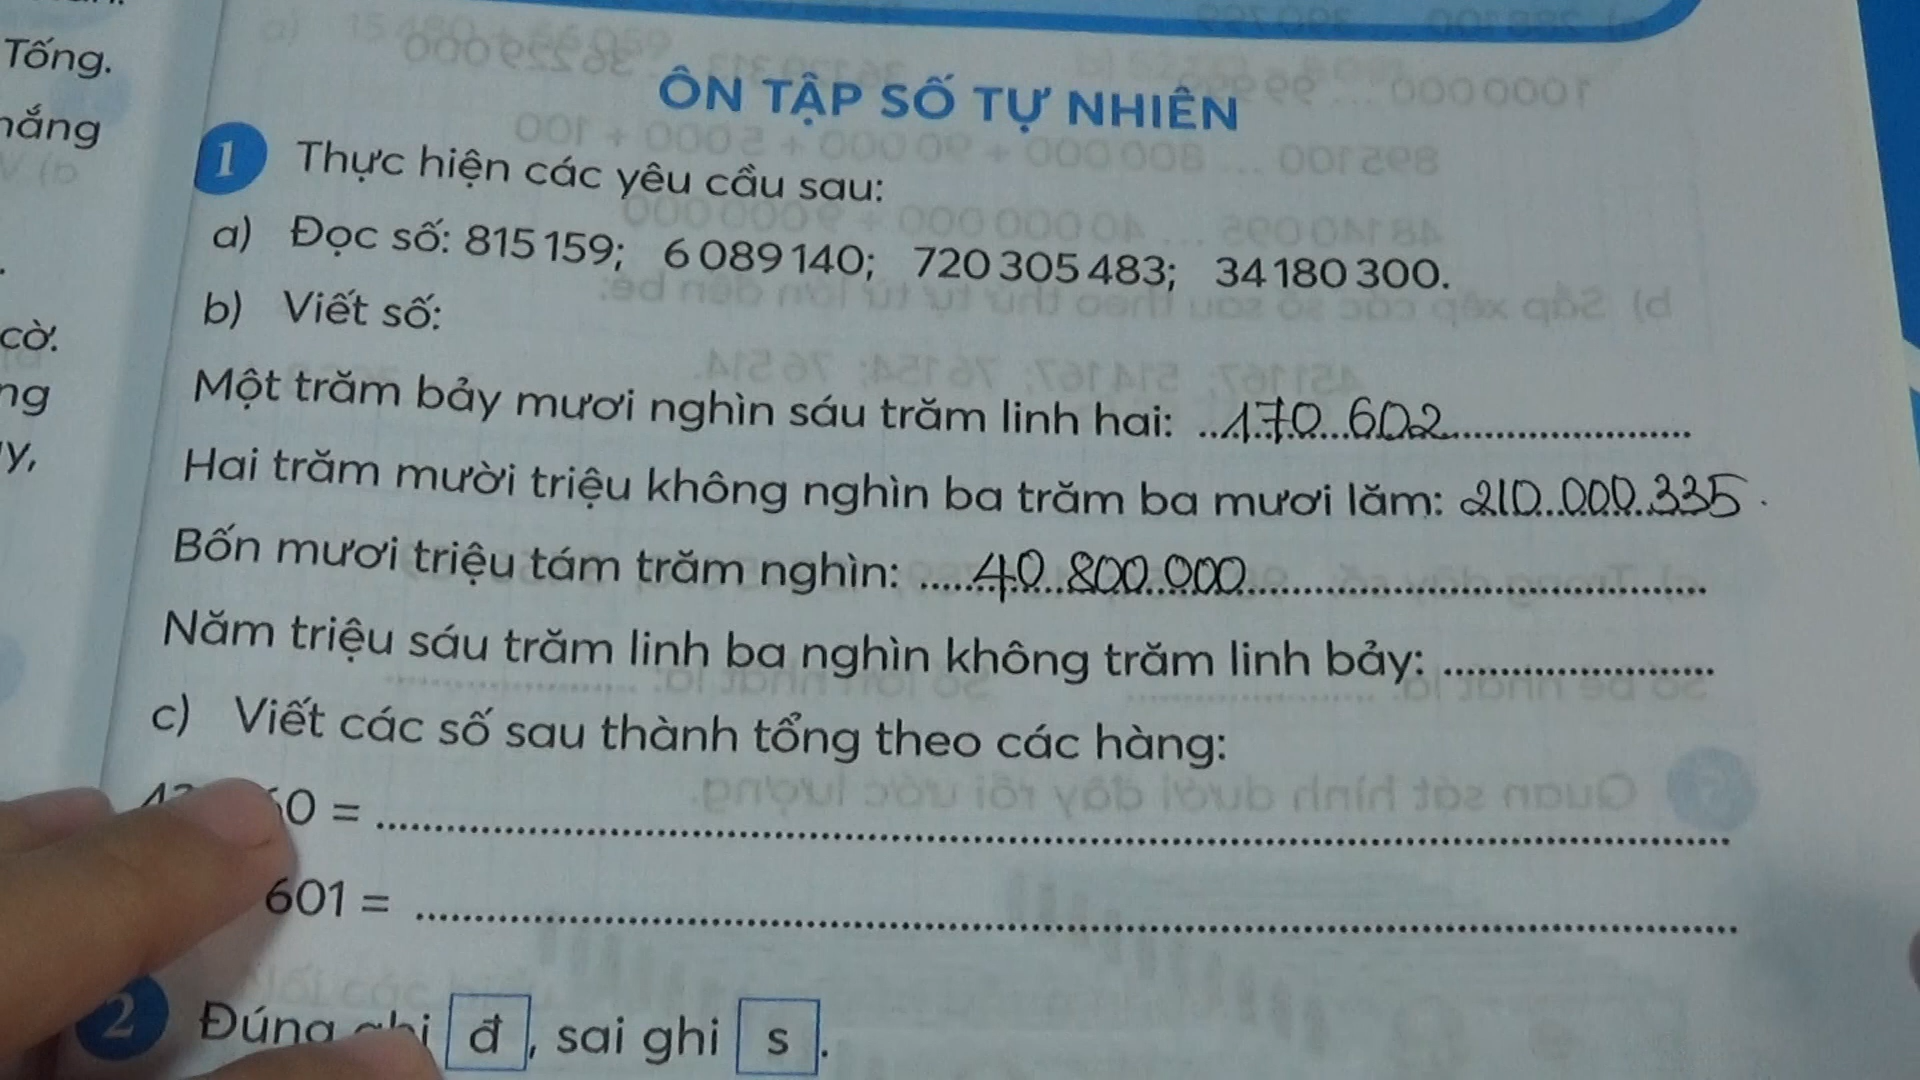 Tống.
ÔN TẬP SỐ TỰ NHIÊN
1 Thực hiện các yêu cầu sau:
a) Đọc số: 815 159; 6 089 140; 720 305 483; 34 180 300.
b) Viết số:
cờ.
Một trăm bảy mươi nghìn sáu trăm linh hai: ..170..602....................
Hai trăm mười triệu không nghìn ba trăm ba mươi lăm: 210..000.335.
Bốn mươi triệu tám trăm nghìn: .....40..800.000........................................
Năm triệu sáu trăm linh ba nghìn không trăm linh bảy: .......................
c) Viết các số sau thành tổng theo các hàng:
0 = ....................................................................................
601 = ....................................................................................
2 Đúng ghi đ, sai ghi s.